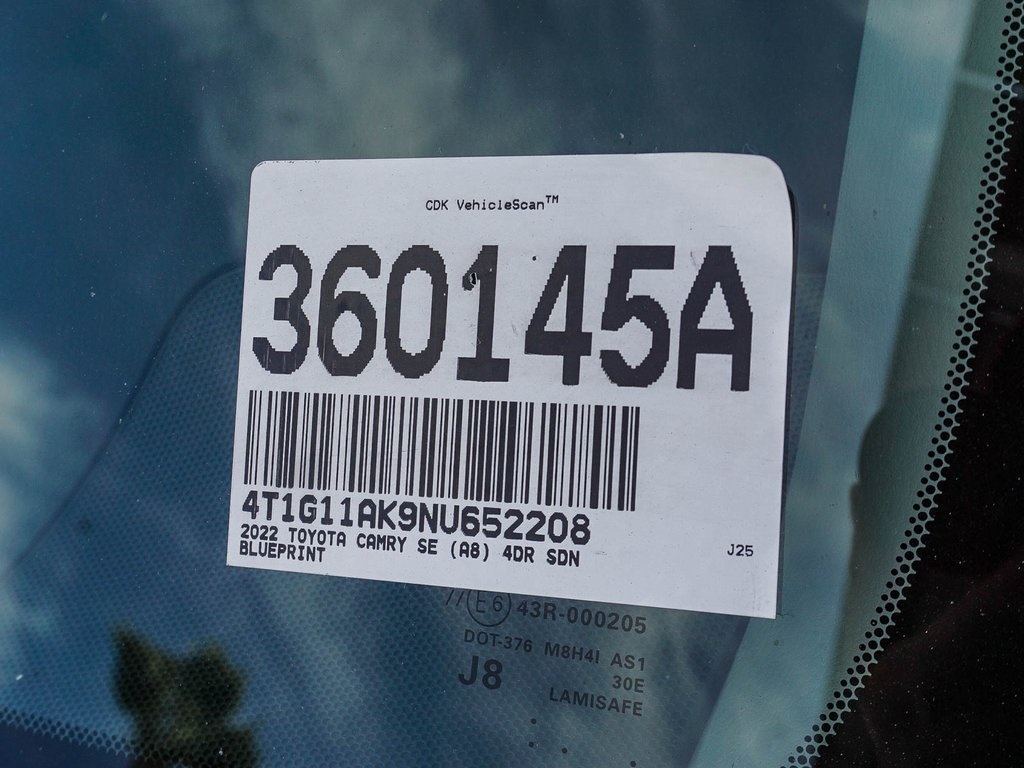 CDK VehicleScan™
360145A
4T1G11AK9NU652208
2022 TOYOTA CAMRY SE (A8) 4DR SDN
BLUEPRINT
J25
//
E6 43R-000205
DOT-376 M8H4I AS1
J8 30E
LAMISAFE